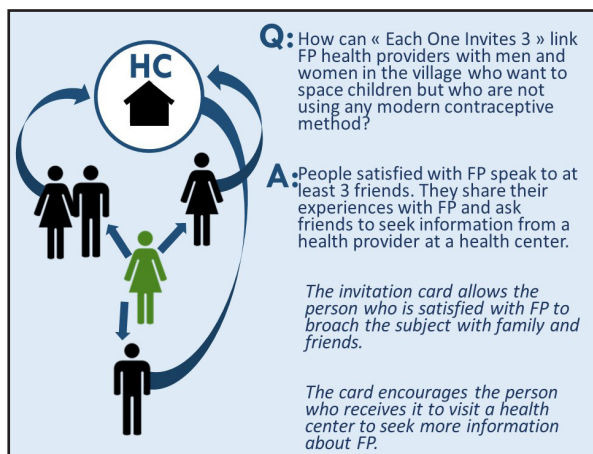 HC
Q: How can « Each One Invites 3 » link
FP health providers with men and
women in the village who want to
space children but who are not
using any modern contraceptive
method?
A: People satisfied with FP speak to at
least 3 friends. They share their
experiences with FP and ask
friends to seek information from a
health provider at a health center.
The invitation card allows the
person who is satisfied with FP to
broach the subject with family and
friends.
The card encourages the person
who receives it to visit a health
center to seek more information
about FP.